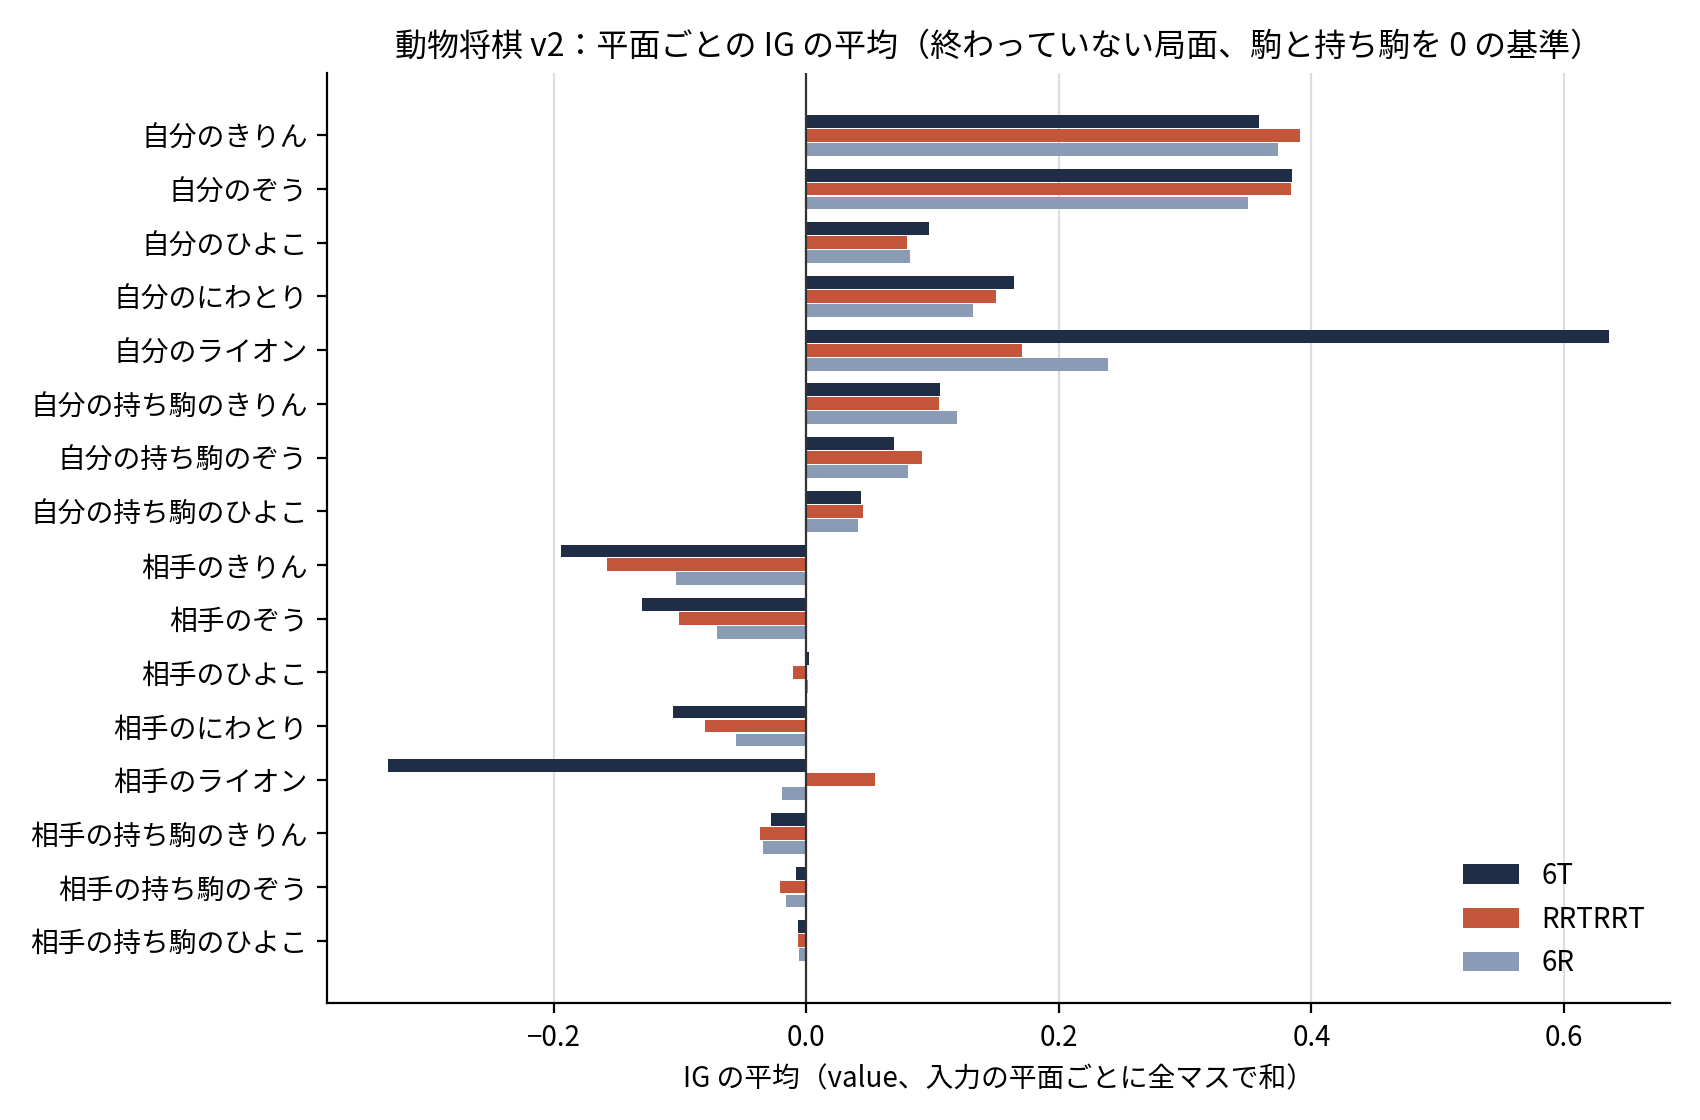 動物将棋 v2：平面ごとの IG の平均（終わっていない局面、駒と持ち駒を 0 の基準）
自分のきりん
自分のぞう
自分のひよこ
自分のにわとり
自分のライオン
自分の持ち駒のきりん
自分の持ち駒のぞう
自分の持ち駒のひよこ
相手のきりん
相手のぞう
相手のひよこ
相手のにわとり
相手のライオン
相手の持ち駒のきりん
相手の持ち駒のぞう
相手の持ち駒のひよこ
6T
RRTRRT
6R
−0.2 0.0 0.2 0.4 0.6
IG の平均（value、入力の平面ごとに全マスで和）